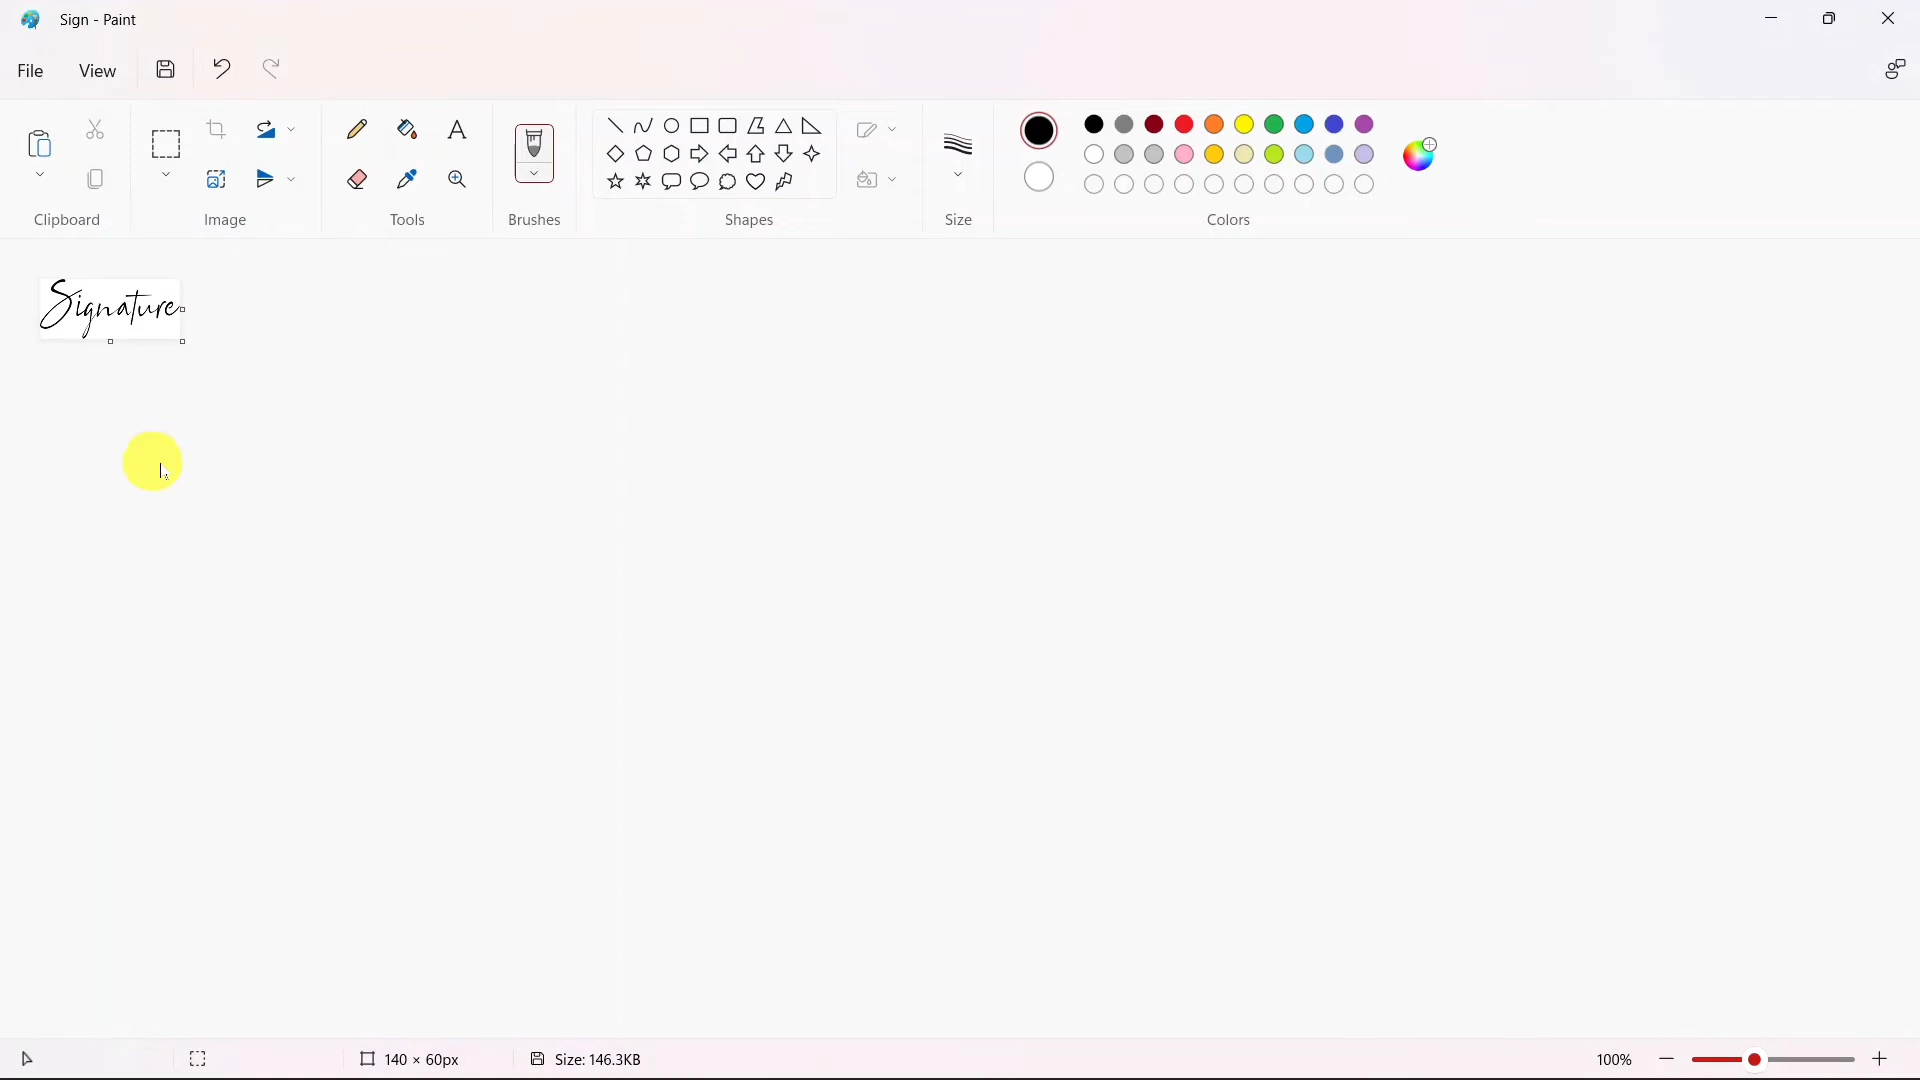 Sign - Paint
File View
Clipboard Image Tools Brushes Shapes Size Colors
Signature
140 × 60px Size: 146.3KB 100%